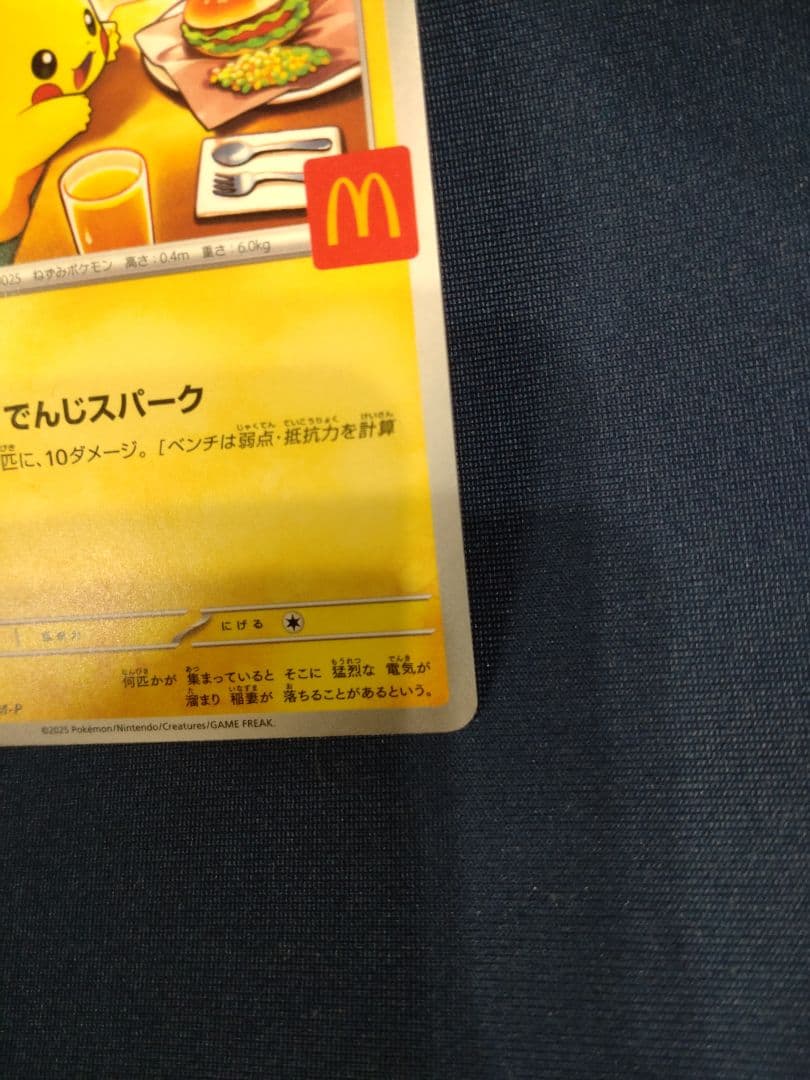 0025 ねずみポケモン 高さ:0.4m 重さ:6.0kg
でんじスパーク
匹に、10ダメージ。[ベンチは弱点・抵抗力を計算
にげる
何匹かが 集まっていると そこに 猛烈な 電気が
溜まり 稲妻が 落ちることがあるという。
-P
©2025 Pokémon/Nintendo/Creatures/GAME FREAK.